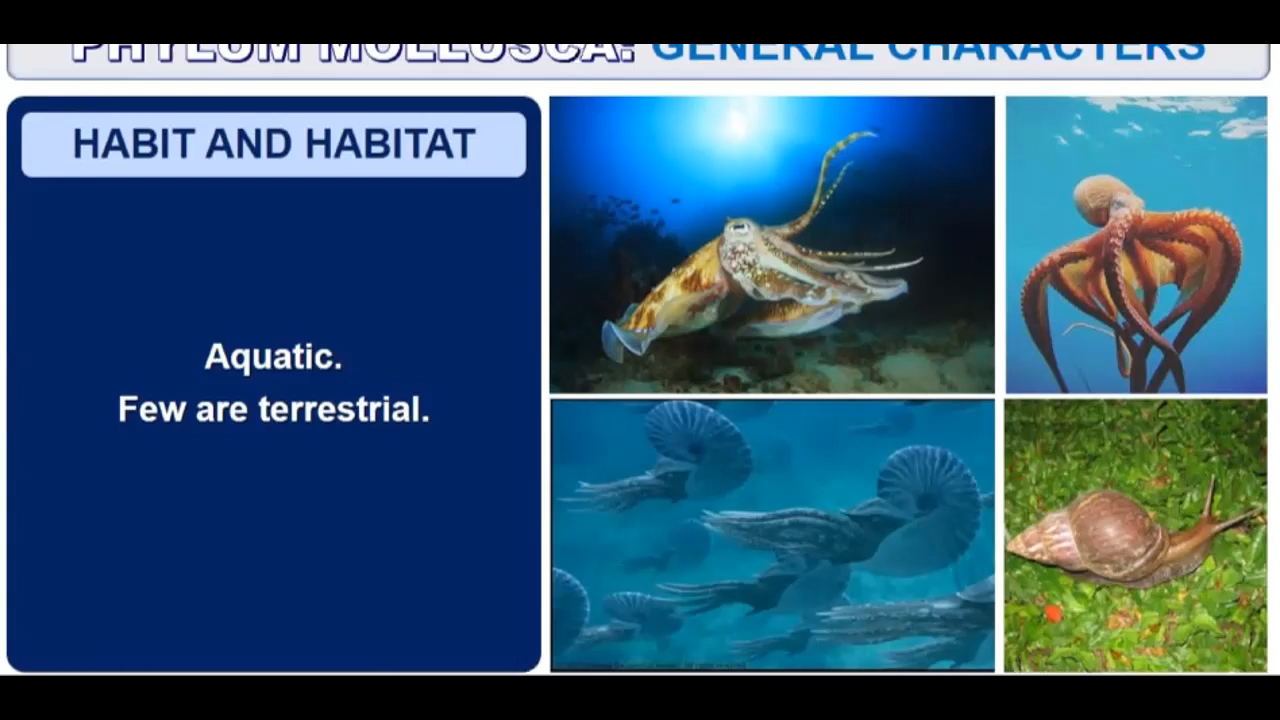 PHYLUM MOLLUSCA: GENERAL CHARACTERS
HABIT AND HABITAT
Aquatic.
Few are terrestrial.